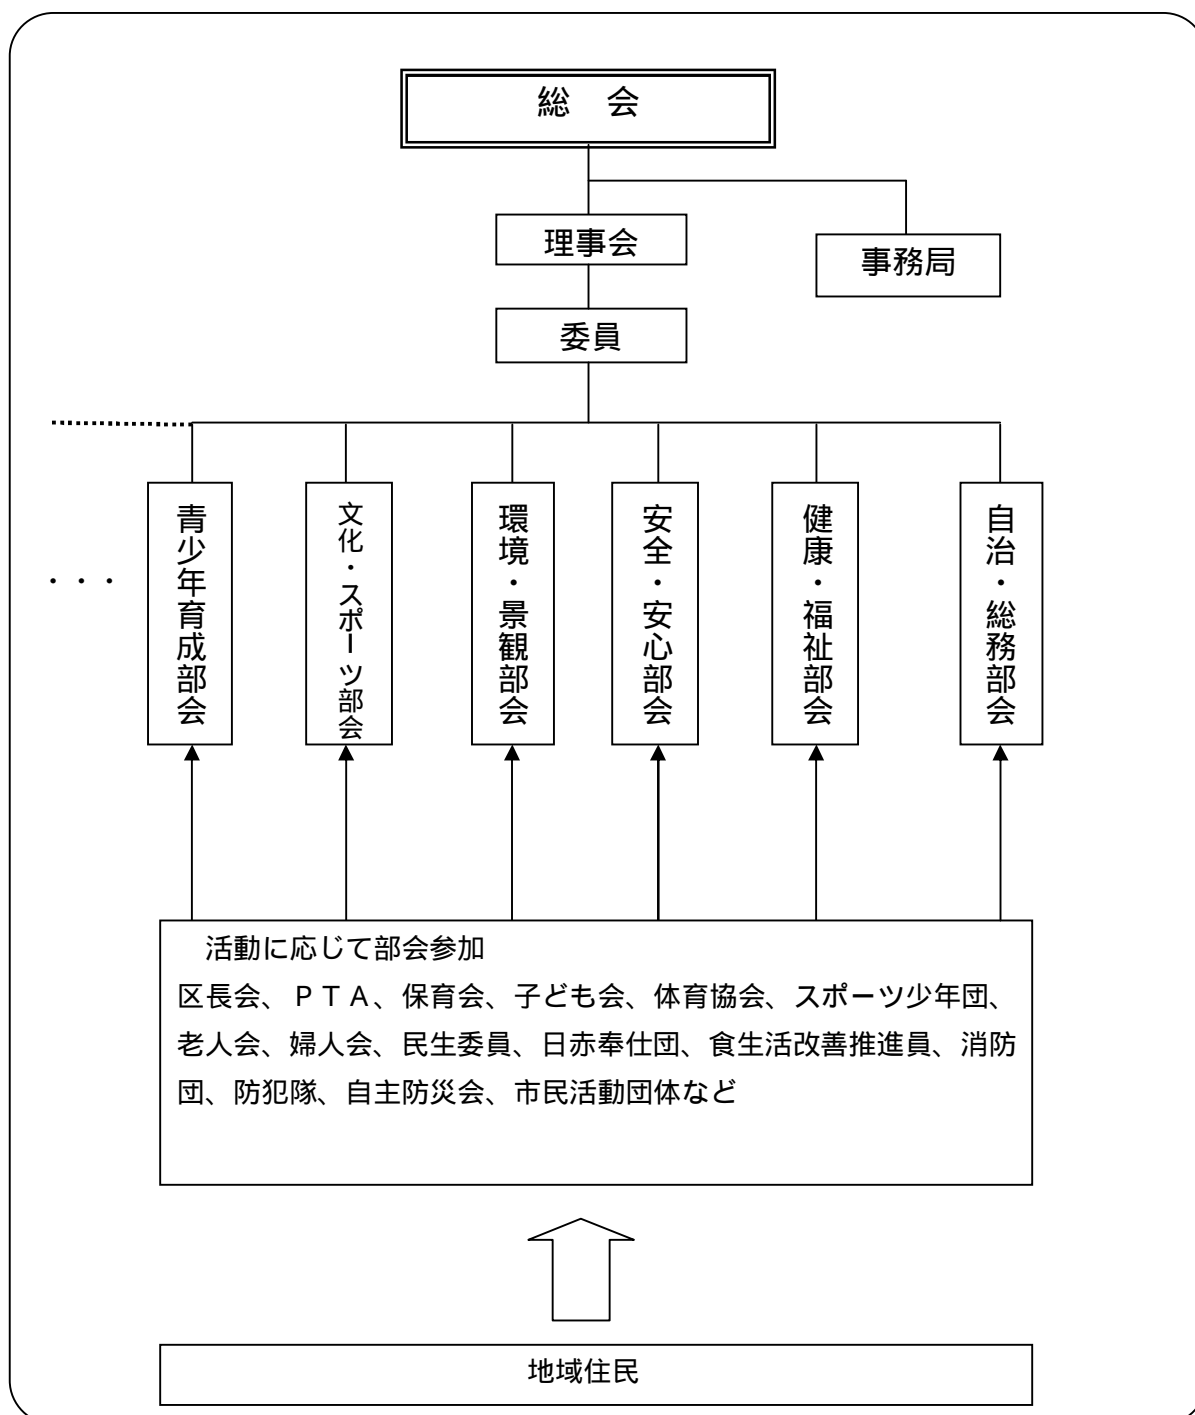 総　会
理事会
事務局
委員
青少年育成部会
文化・スポーツ部会
環境・景観部会
安全・安心部会
健康・福祉部会
自治・総務部会
・・・
活動に応じて部会参加
区長会、ＰＴＡ、保育会、子ども会、体育協会、スポーツ少年団、
老人会、婦人会、民生委員、日赤奉仕団、食生活改善推進員、消防
団、防犯隊、自主防災会、市民活動団体など
地域住民